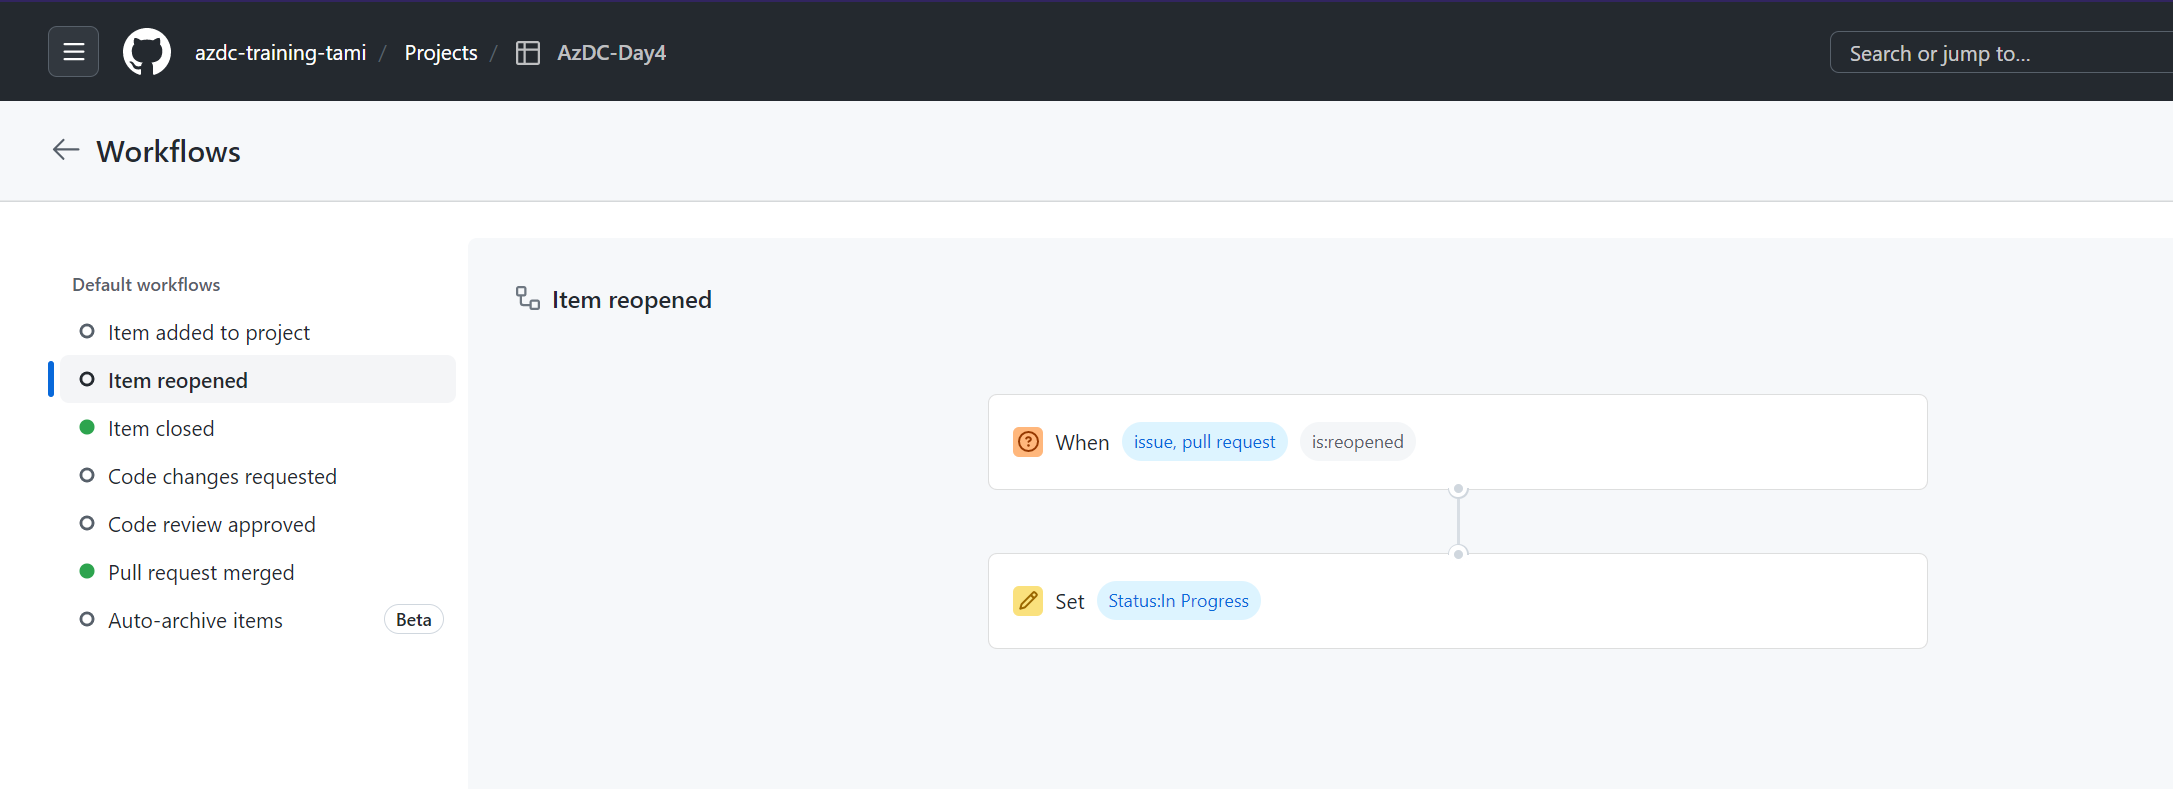 azdc-training-tami / Projects / AzDC-Day4
Search or jump to...
Workflows
Default workflows
Item added to project
Item reopened
Item closed
Code changes requested
Code review approved
Pull request merged
Auto-archive items Beta
Item reopened
When issue, pull request is:reopened
Set Status:In Progress